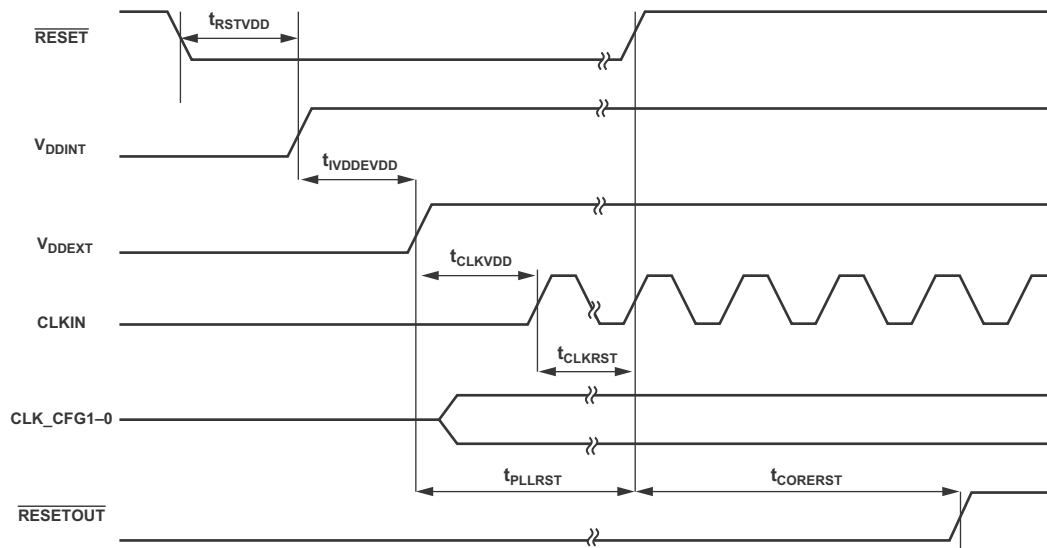 tRSTVDD
RESET
VDDINT
tIVDDEVDD
VDDEXT
tCLKVDD
CLKIN
tCLKRST
CLK_CFG1–0
tPLLRST
tCORERST
RESETOUT